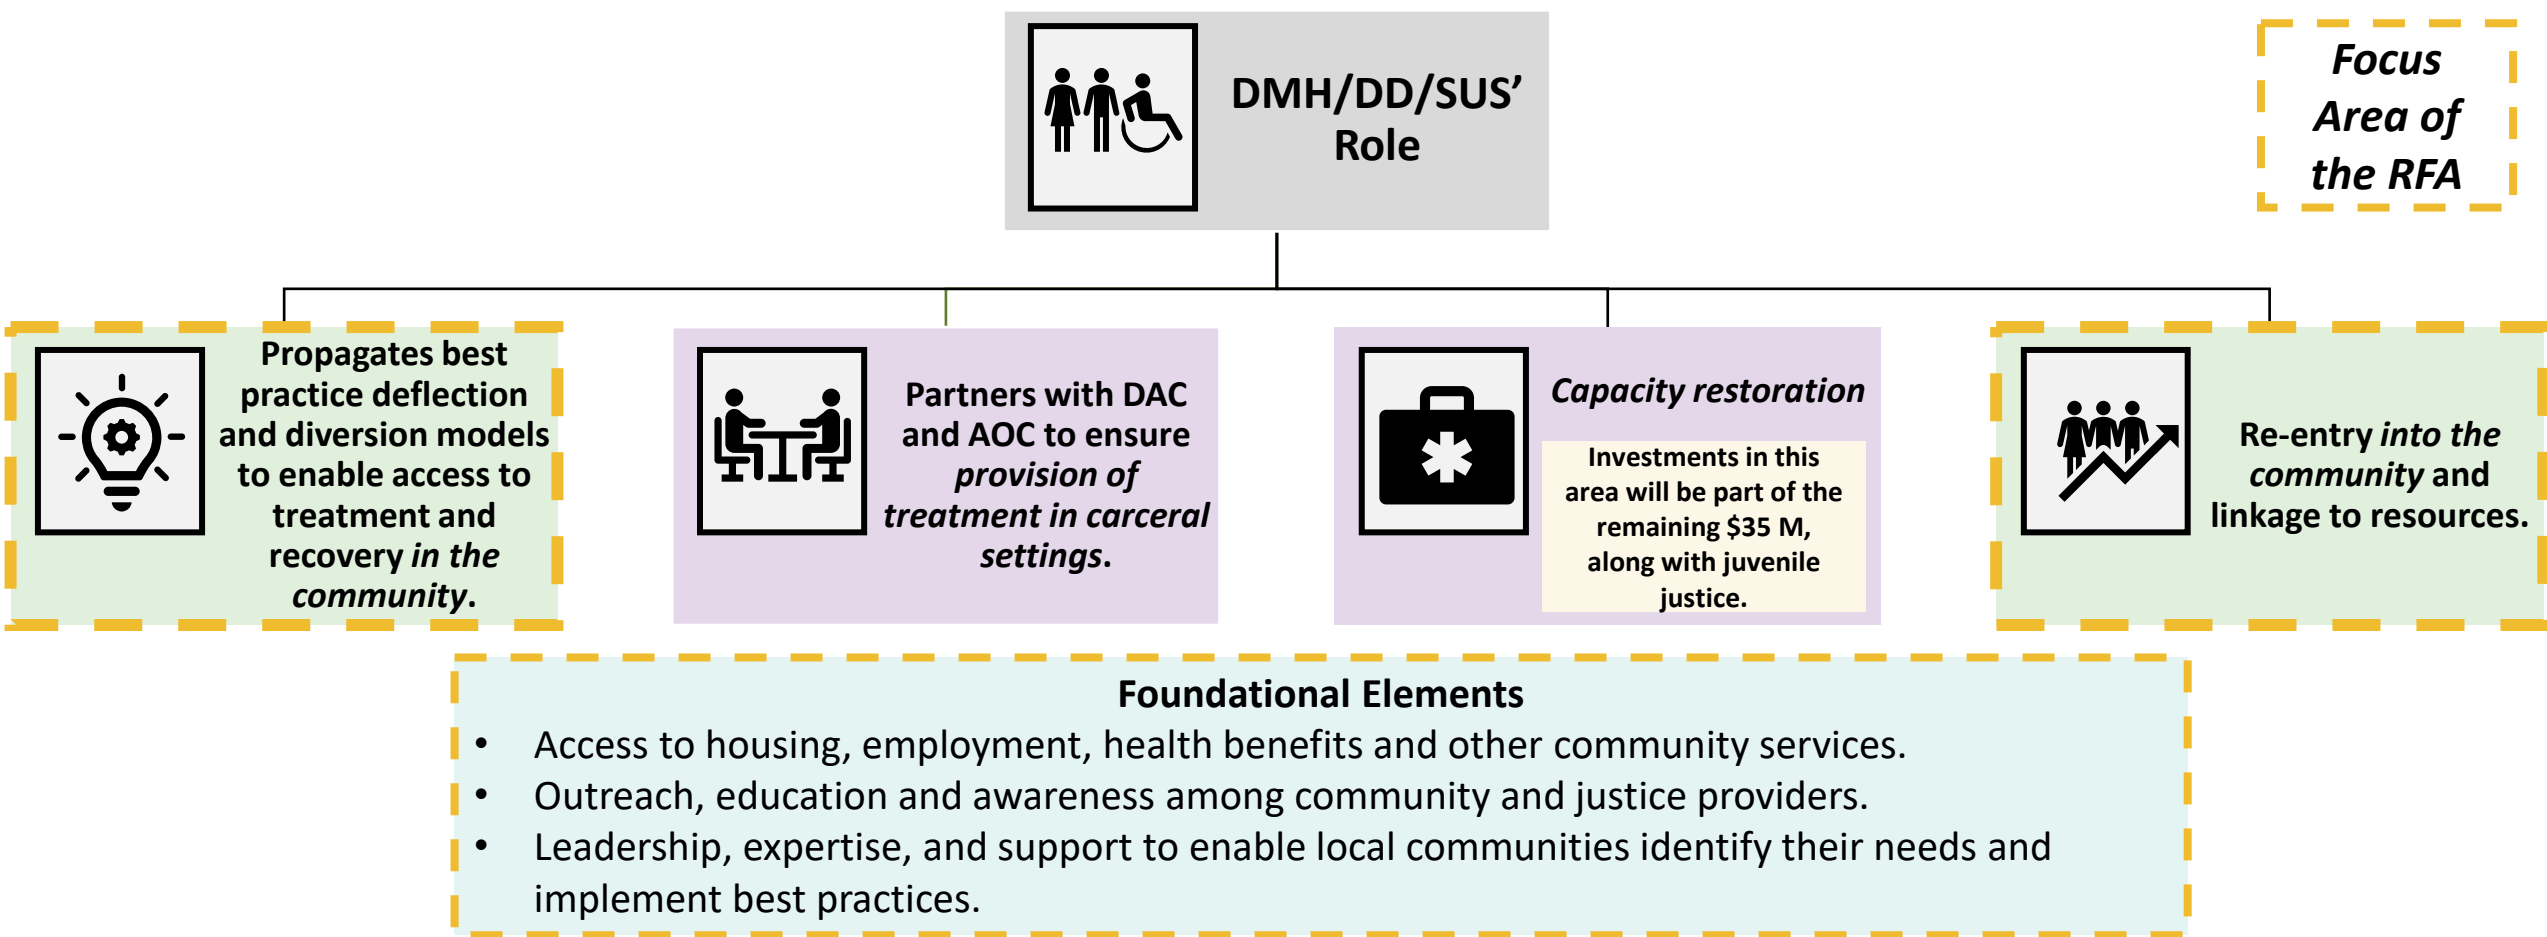 DMH/DD/SUS’
Role
Focus
Area of
the RFA
Propagates best
practice deflection
and diversion models
to enable access to
treatment and
recovery in the
community.
Partners with DAC
and AOC to ensure
provision of
treatment in carceral
settings.
Capacity restoration
Investments in this
area will be part of the
remaining $35 M,
along with juvenile
justice.
Re-entry into the
community and
linkage to resources.
Foundational Elements
• Access to housing, employment, health benefits and other community services.
• Outreach, education and awareness among community and justice providers.
• Leadership, expertise, and support to enable local communities identify their needs and
implement best practices.